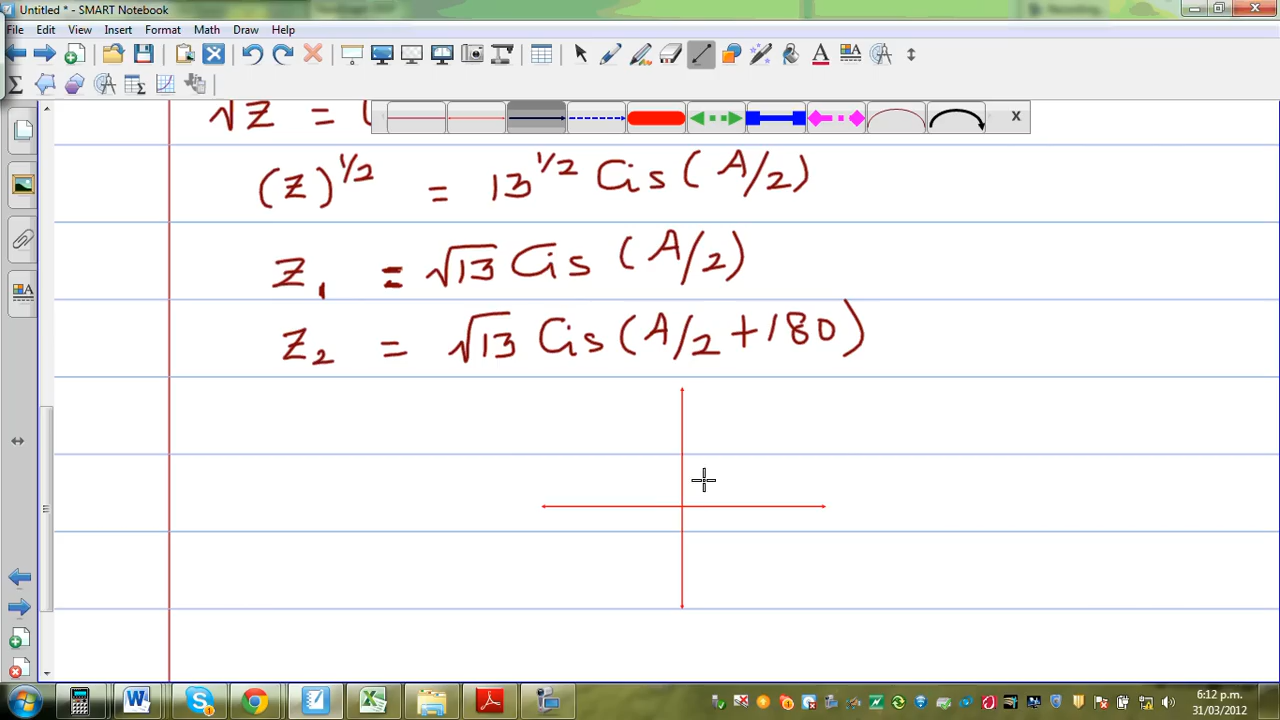 Untitled * - SMART Notebook
File Edit View Insert Format Math Draw Help
√Z = (
(Z)^1/2 = 13^1/2 Cis (A/2)
Z₁ = √13 Cis (A/2)
Z₂ = √13 Cis (A/2 + 180)
6:12 p.m.
31/03/2012